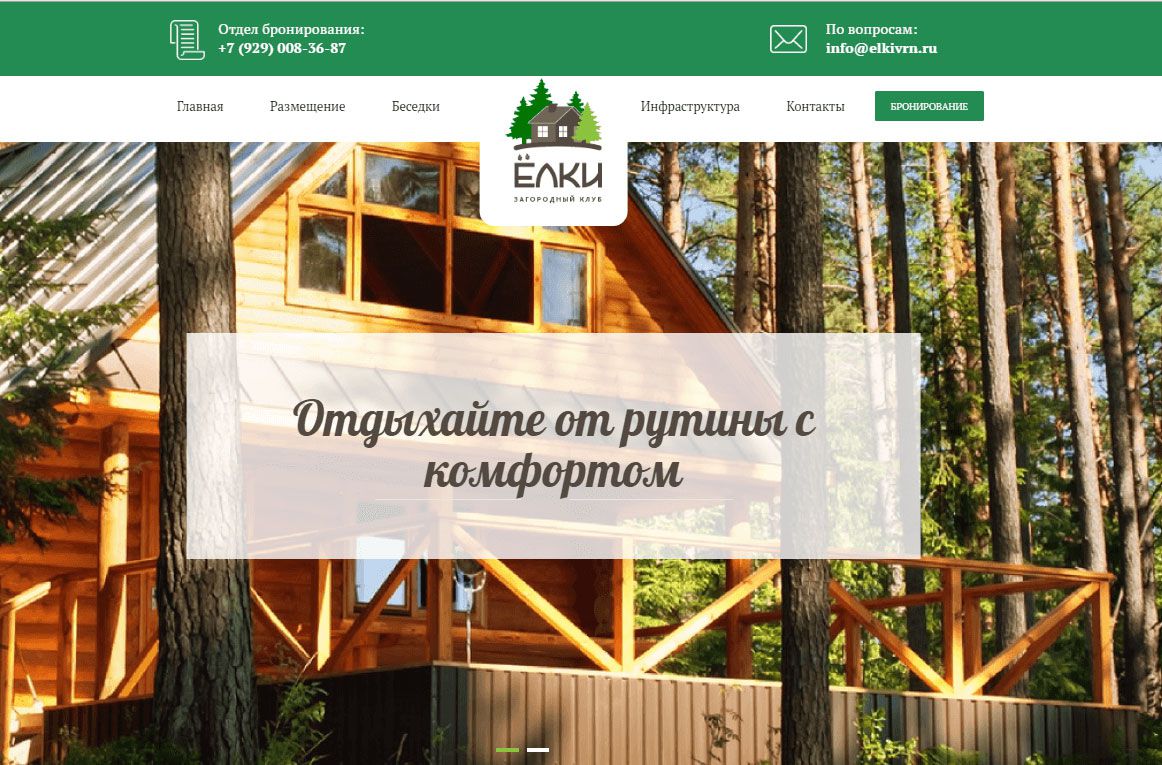 Отдел бронирования:
+7 (929) 008-36-87
По вопросам:
info@elkivrn.ru
Главная
Размещение
Беседки
ЁЛКИ
ЗАГОРОДНЫЙ КЛУБ
Инфраструктура
Контакты
БРОНИРОВАНИЕ
Отдыхайте от рутины с
комфортом